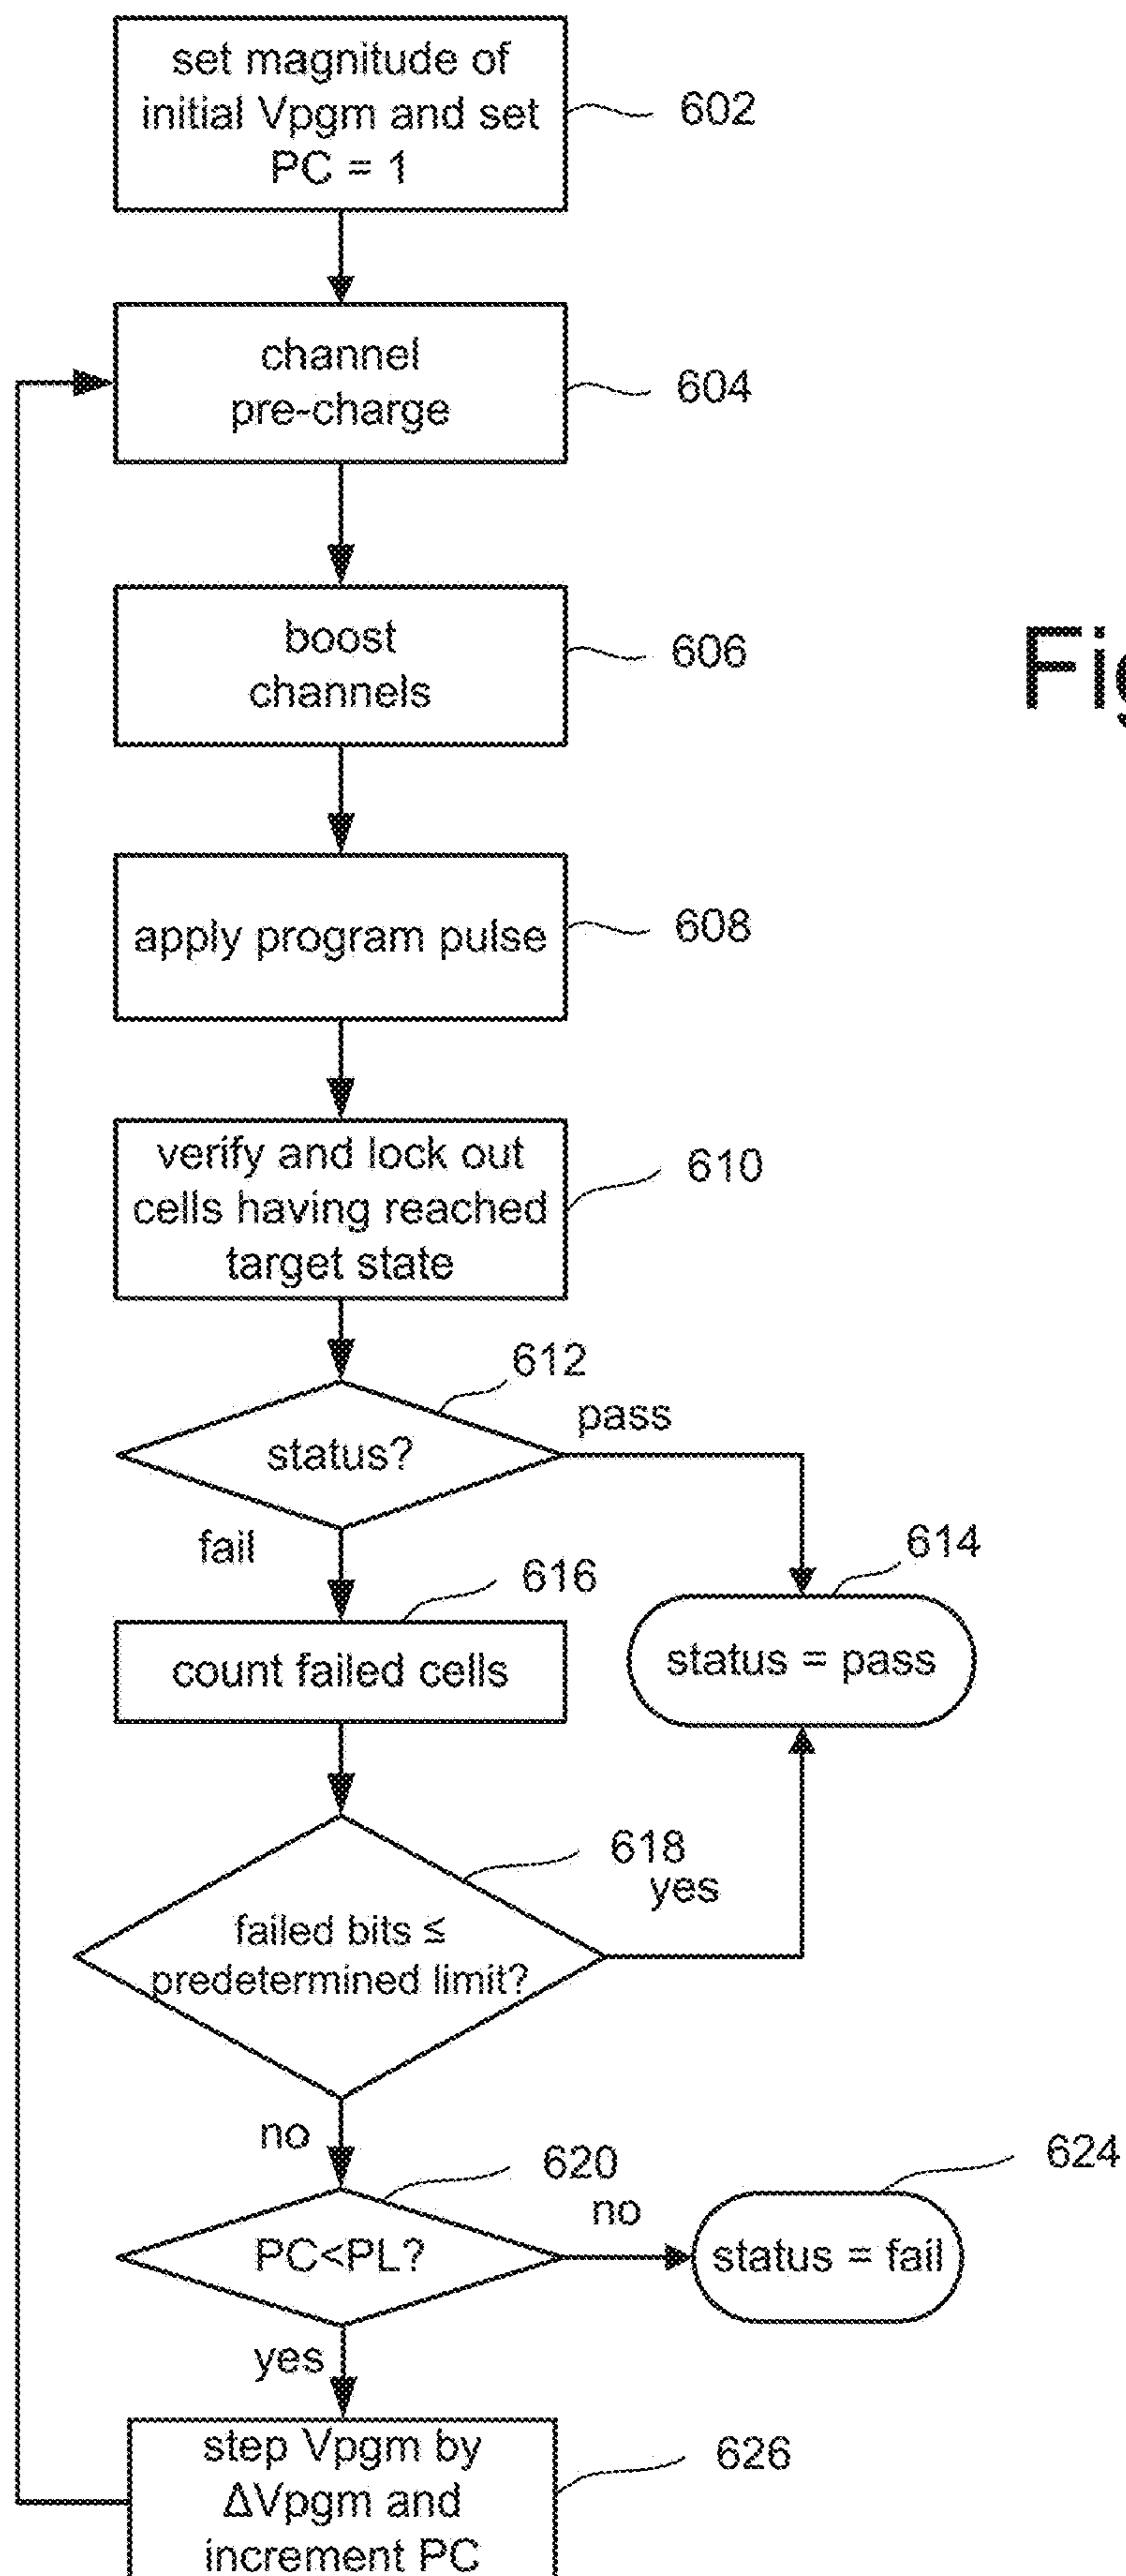 set magnitude of
initial Vpgm and set
PC = 1
602
channel
pre-charge
604
boost
channels
606
Fig
apply program pulse
608
verify and lock out
cells having reached
target state
610
612
status?
pass
fail
614
status = pass
616
count failed cells
618
yes
failed bits ≤
predetermined limit?
no
620
no
624
PC<PL?
status = fail
yes
step Vpgm by
ΔVpgm and
increment PC
626